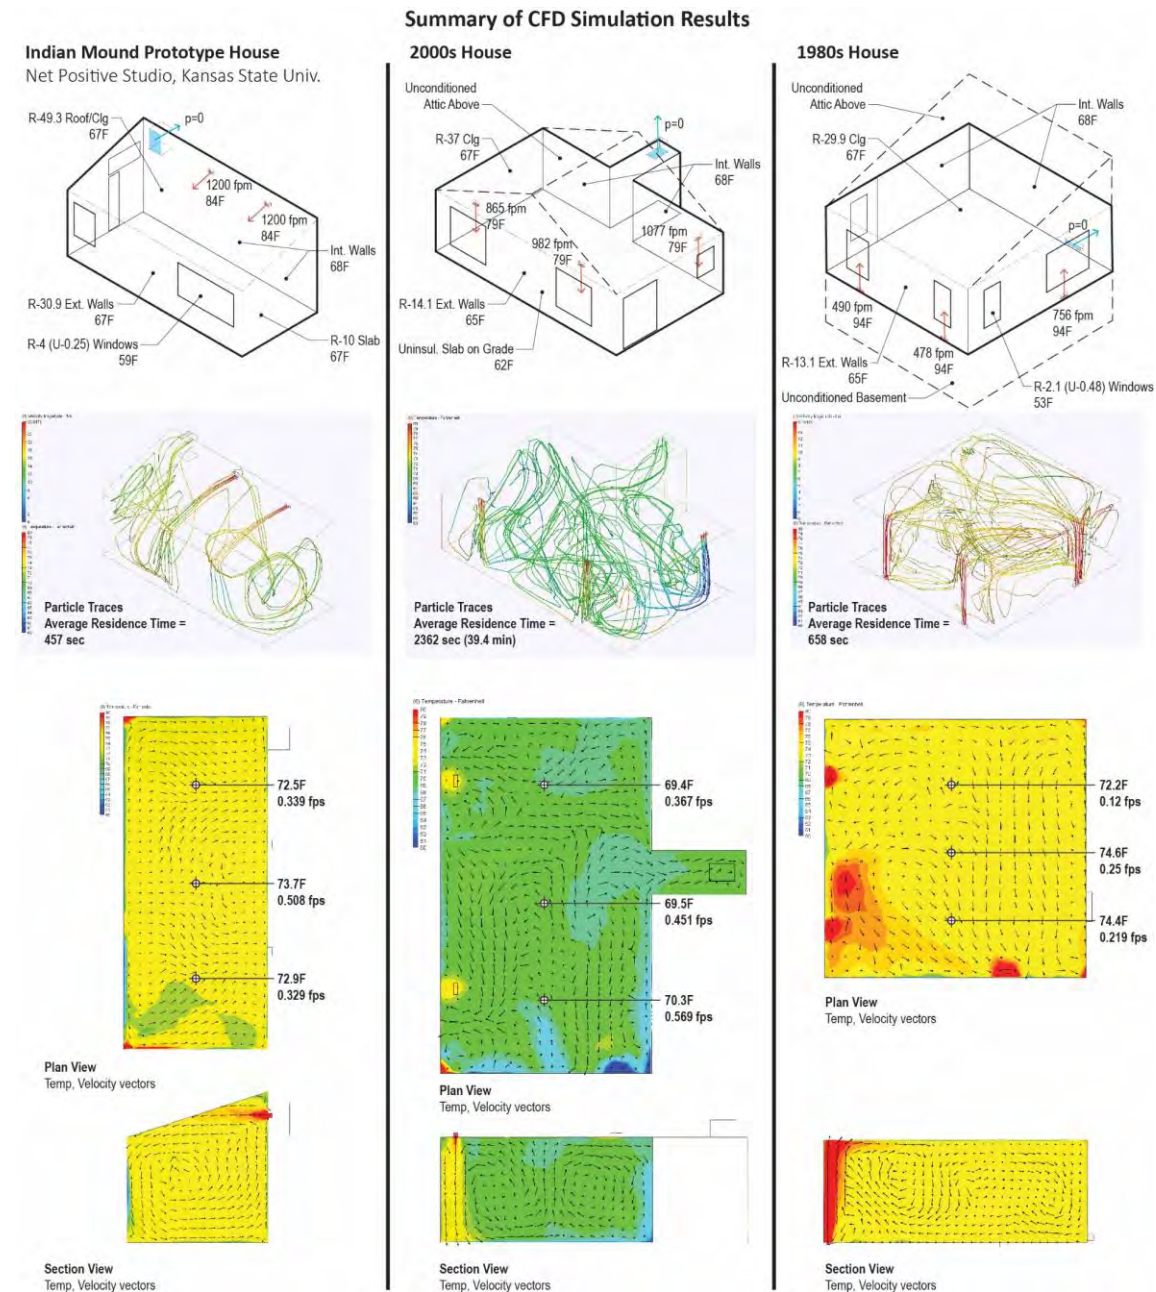 Summary of CFD Simulation Results
Indian Mound Prototype House
Net Positive Studio, Kansas State Univ.
R-49.3 Roof/Clg
67F
p=0
1200 fpm
84F
1200 fpm
84F
Int. Walls
68F
R-30.9 Ext. Walls
67F
R-4 (U-0.25) Windows
59F
R-10 Slab
67F
Particle Traces
Average Residence Time =
457 sec
72.5F
0.339 fps
73.7F
0.508 fps
72.9F
0.329 fps
Plan View
Temp, Velocity vectors
Section View
Temp, Velocity vectors
2000s House
Unconditioned
Attic Above
p=0
R-37 Clg
67F
Int. Walls
68F
865 fpm
79F
982 fpm
79F
1077 fpm
79F
R-14.1 Ext. Walls
65F
Uninsul. Slab on Grade
62F
Temperature - Fahrenheit
Particle Traces
Average Residence Time =
2362 sec (39.4 min)
Temperature - Fahrenheit
69.4F
0.367 fps
69.5F
0.451 fps
70.3F
0.569 fps
Plan View
Temp, Velocity vectors
Section View
Temp, Velocity vectors
1980s House
Unconditioned
Attic Above
Int. Walls
68F
R-29.9 Clg
67F
p=0
490 fpm
94F
756 fpm
94F
478 fpm
94F
R-13.1 Ext. Walls
65F
R-2.1 (U-0.48) Windows
53F
Unconditioned Basement
Particle Traces
Average Residence Time =
658 sec
Temperature - Fahrenheit
72.2F
0.12 fps
74.6F
0.25 fps
74.4F
0.219 fps
Plan View
Temp, Velocity vectors
Section View
Temp, Velocity vectors